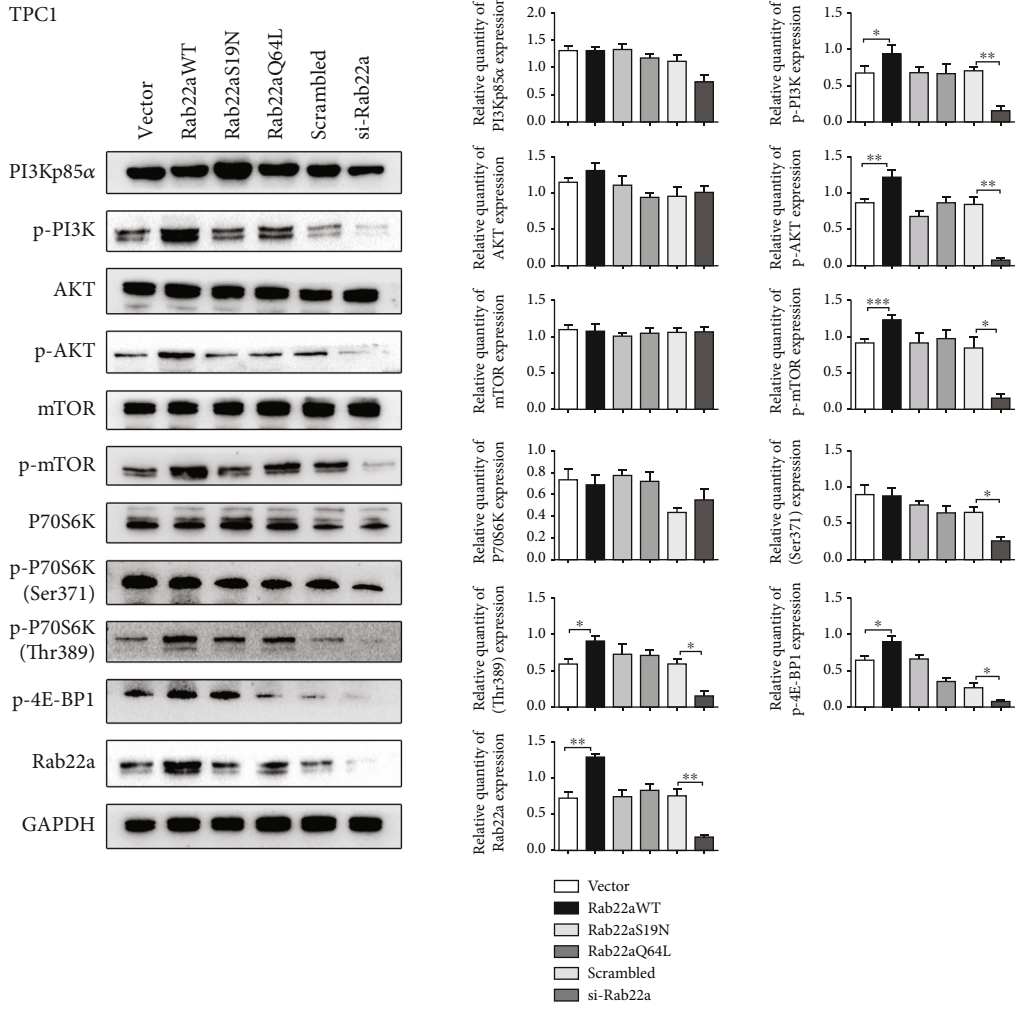 TPC1
Vector
Rab22aWT
Rab22aS19N
Rab22aQ64L
Scrambled
si-Rab22a
PI3Kp85α
p-PI3K
AKT
p-AKT
mTOR
p-mTOR
P70S6K
p-P70S6K
(Ser371)
p-P70S6K
(Thr389)
p-4E-BP1
Rab22a
GAPDH
Relative quantity of
PI3Kp85α expression
2.0
1.5
1.0
0.5
0.0
Relative quantity of
p-PI3K expression
1.5
1.0
0.5
0.0
*
**
Relative quantity of
AKT expression
1.5
1.0
0.5
0.0
Relative quantity of
p-AKT expression
1.5
1.0
0.5
0.0
**
**
Relative quantity of
mTOR expression
1.5
1.0
0.5
0.0
Relative quantity of
p-mTOR expression
1.5
1.0
0.5
0.0
***
*
Relative quantity of
P70S6K expression
1.0
0.8
0.6
0.4
0.2
0.0
Relative quantity of
(Ser371) expression
1.5
1.0
0.5
0.0
*
Relative quantity of
(Thr389) expression
1.5
1.0
0.5
0.0
*
*
Relative quantity of
p-4E-BP1 expression
1.5
1.0
0.5
0.0
*
*
Relative quantity of
Rab22a expression
1.5
1.0
0.5
0.0
**
**
Vector
Rab22aWT
Rab22aS19N
Rab22aQ64L
Scrambled
si-Rab22a